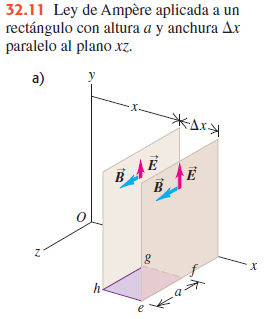 32.11 Ley de Ampère aplicada a un
rectángulo con altura a y anchura Δx
paralelo al plano xz.
a)
y
x
Δx
E
E
B
B
O
z
g
f
x
h
a
e